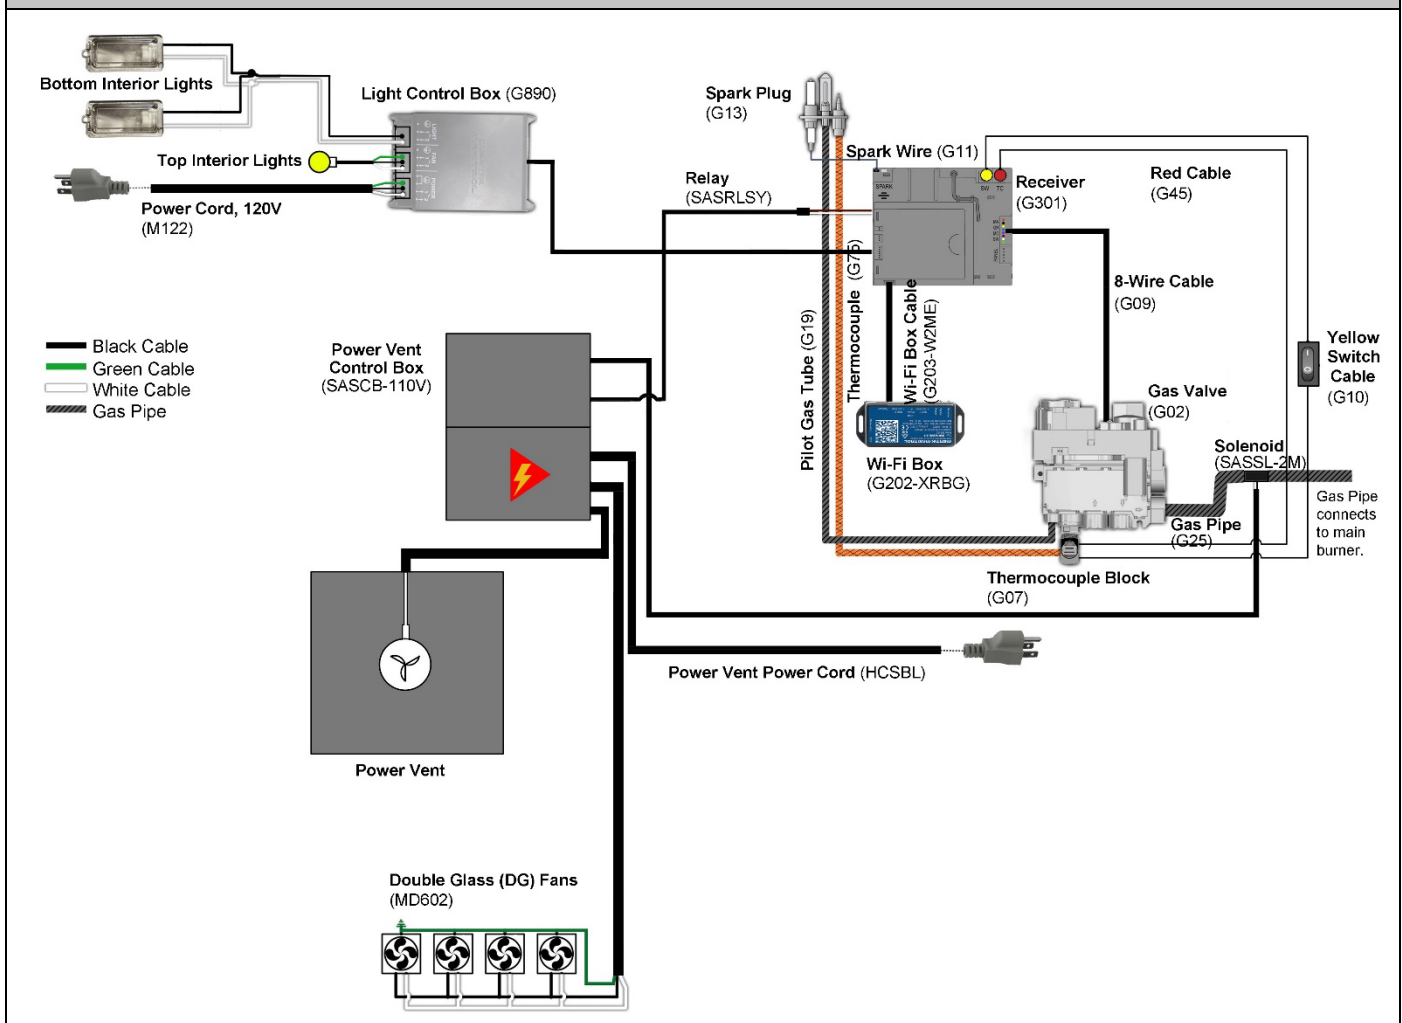 Bottom Interior Lights
Light Control Box (G890)
Top Interior Lights
Power Cord, 120V
(M122)
Spark Plug
(G13)
Spark Wire (G11)
SPARK
SW TC
Receiver
(G301)
Red Cable
(G45)
Relay
(SASRLSY)
8-Wire Cable
(G09)
Thermocouple (G75)
Pilot Gas Tube (G19)
Wi-Fi Box Cable
(G203-W2ME)
Black Cable
Green Cable
White Cable
Gas Pipe
Power Vent
Control Box
(SASCB-110V)
Yellow
Switch
Cable
(G10)
Gas Valve
(G02)
Solenoid
(SASSL-2M)
Wi-Fi Box
(G202-XRBG)
Gas Pipe
(G25)
Gas Pipe
connects
to main
burner.
Thermocouple Block
(G07)
Power Vent Power Cord (HCSBL)
Power Vent
Double Glass (DG) Fans
(MD602)